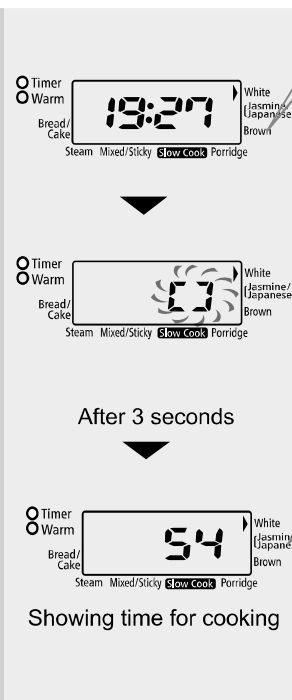 Timer
Warm
White
19:27
(Jasmine/
Japanese
Bread/
Cake
Brown
Steam Mixed/Sticky Slow Cook Porridge
Timer
Warm
White
(Jasmine/
Japanese
Bread/
Cake
Brown
Steam Mixed/Sticky Slow Cook Porridge
After 3 seconds
Timer
Warm
White
54
(Jasmin
Japane
Bread/
Cake
Brown
Steam Mixed/Sticky Slow Cook Porridge
Showing time for cooking